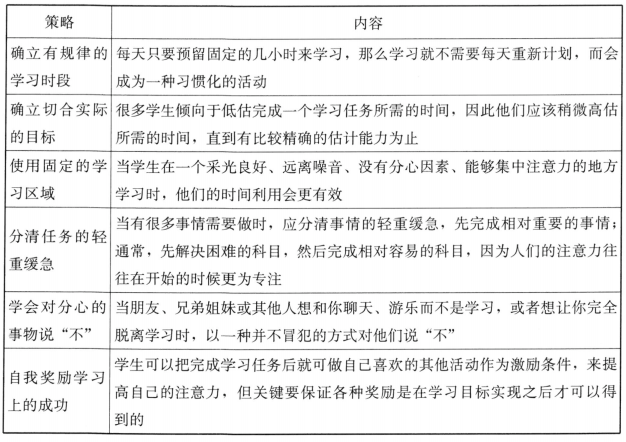 策略 内容
确立有规律的 每天只要预留固定的几小时来学习，那么学习就不需要每天重新计划，而会
学习时段 成为一种习惯化的活动
确立切合实际 很多学生倾向于低估完成一个学习任务所需的时间，因此他们应该稍微高估
的目标 所需的时间，直到有比较精确的估计能力为止
使用固定的学 当学生在一个采光良好、远离噪音、没有分心因素、能够集中注意力的地方
习区域 学习时，他们的时间利用会更有效
当有很多事情需要做时，应分清事情的轻重缓急，先完成相对重要的事情；
分清任务的轻 通常，先解决困难的科目，然后完成相对容易的科目，因为人们的注意力往
重缓急 往在开始的时候更为专注
学会对分心的 当朋友、兄弟姐妹或其他人想和你聊天、游乐而不是学习，或者想让你完全
事物说“不” 脱离学习时，以一种并不冒犯的方式对他们说“不”
学生可以把完成学习任务后就可做自己喜欢的其他活动作为激励条件，来提
自我奖励学习 高自己的注意力，但关键要保证各种奖励是在学习目标实现之后才可以得
上的成功 到的